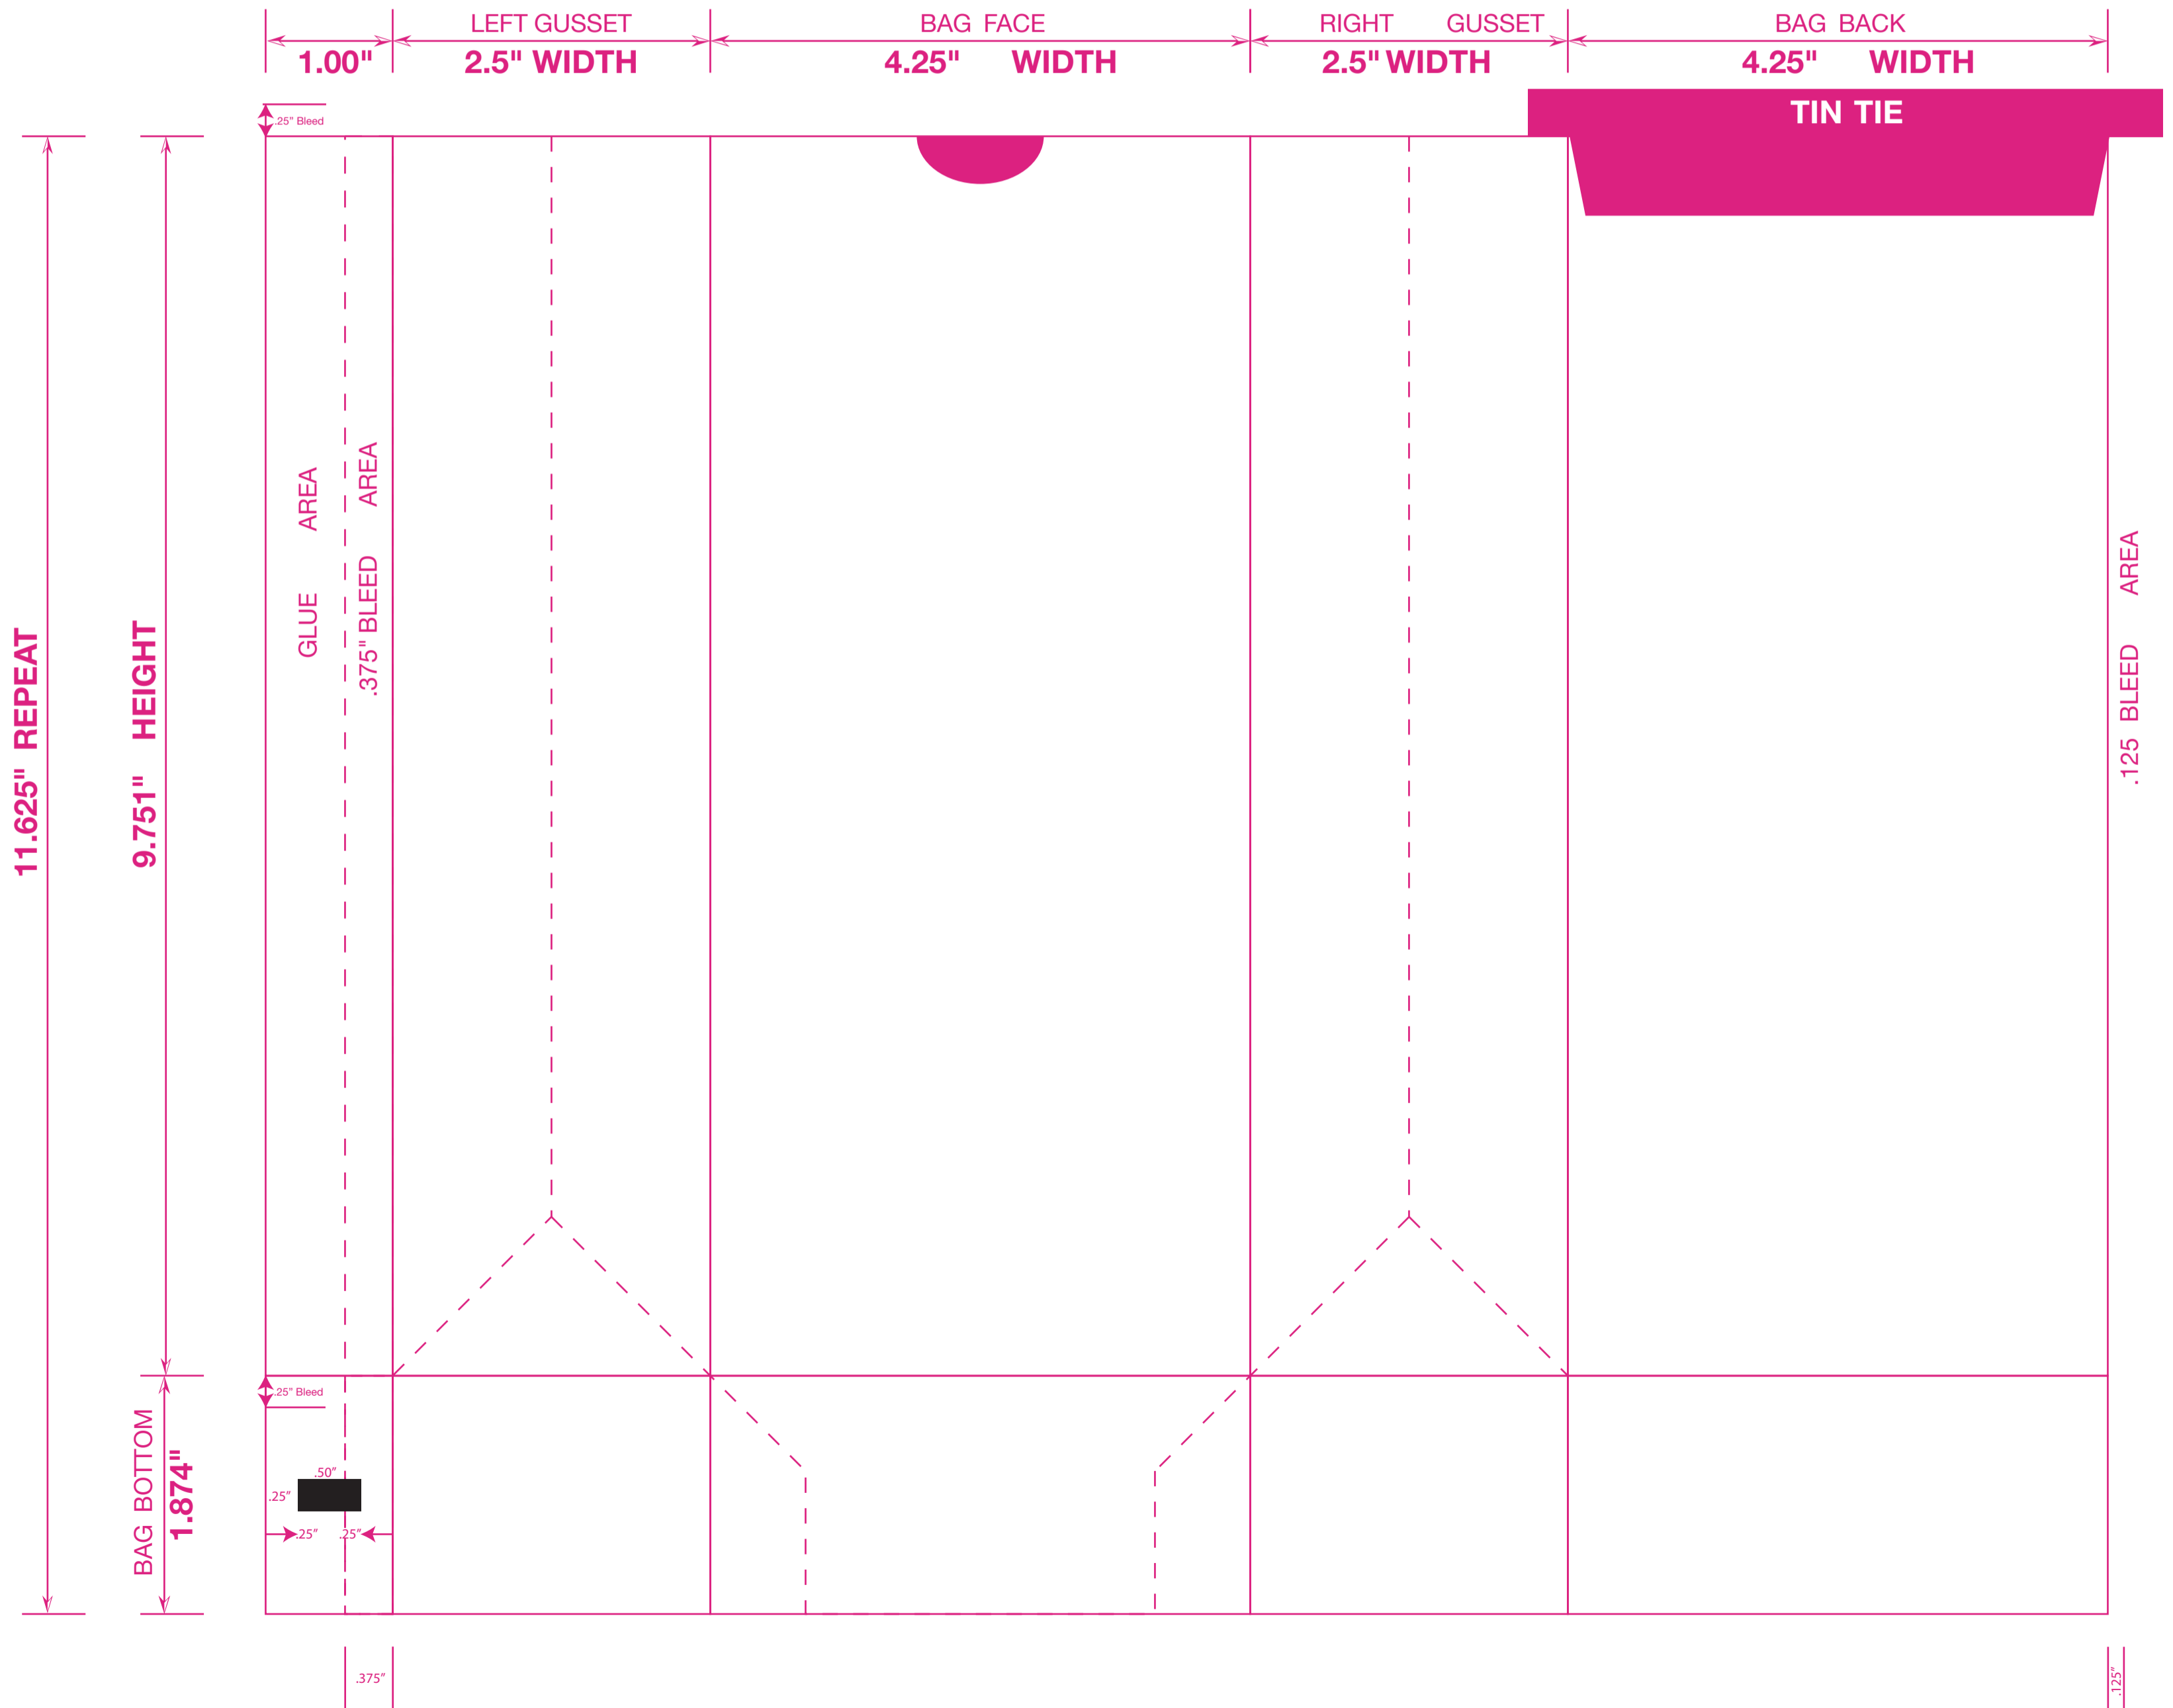 LEFT GUSSET
BAG FACE
RIGHT GUSSET
BAG BACK
1.00"
2.5" WIDTH
4.25" WIDTH
2.5" WIDTH
4.25" WIDTH
TIN TIE
.25" Bleed
11.625" REPEAT
9.751" HEIGHT
GLUE AREA
.375" BLEED AREA
.125 BLEED AREA
.25" Bleed
BAG BOTTOM
1.874"
.50"
.25"
.25"
.25"
.375"
.125"